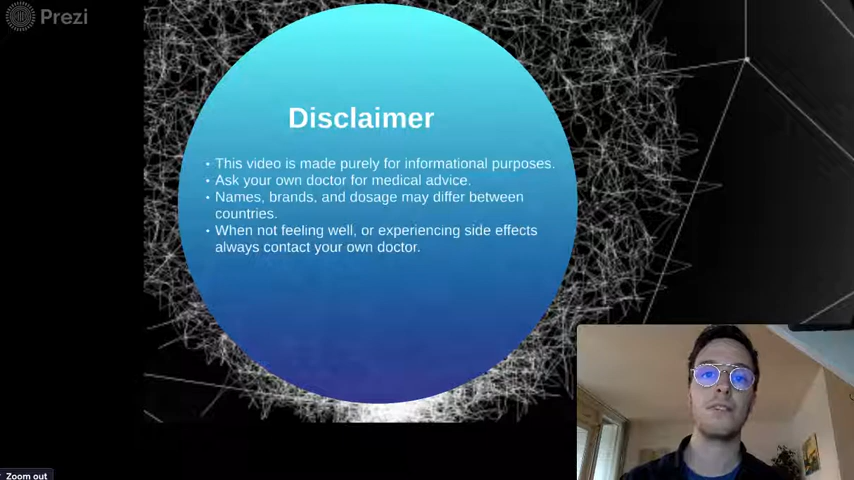 Prezi
Disclaimer
• This video is made purely for informational purposes.
• Ask your own doctor for medical advice.
• Names, brands, and dosage may differ between
countries.
• When not feeling well, or experiencing side effects
always contact your own doctor.
Zoom out